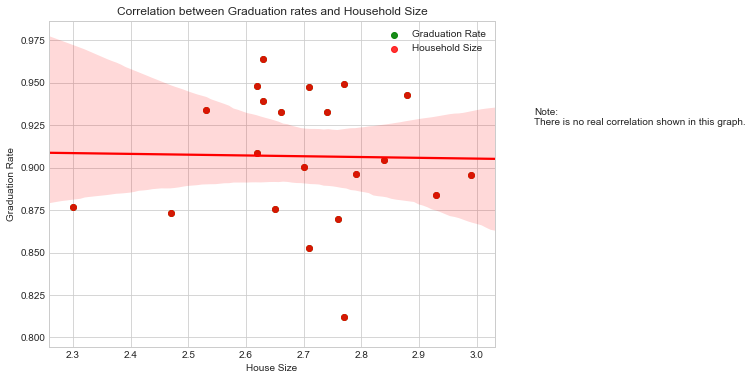 Correlation between Graduation rates and Household Size
Graduation Rate
Household Size
0.975
0.950
0.925
0.900
0.875
0.850
0.825
0.800
Graduation Rate
2.3 2.4 2.5 2.6 2.7 2.8 2.9 3.0
House Size
Note:
There is no real correlation shown in this graph.